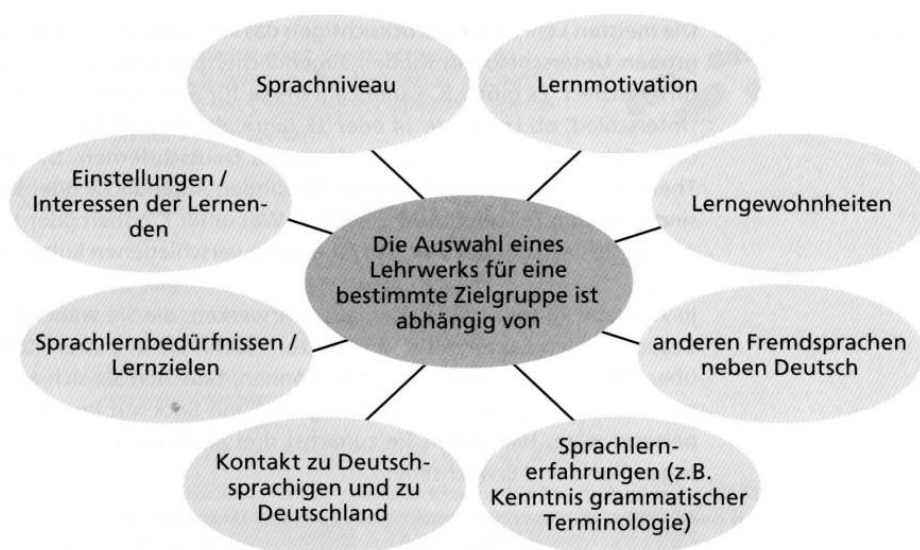 Sprachniveau
Lernmotivation
Einstellungen /
Interessen der Lernen-
den
Lerngewohnheiten
Die Auswahl eines
Lehrwerks für eine
bestimmte Zielgruppe ist
abhängig von
Sprachlernbedürfnissen /
Lernzielen
anderen Fremdsprachen
neben Deutsch
Kontakt zu Deutsch-
sprachigen und zu
Deutschland
Sprachlern-
erfahrungen (z.B.
Kenntnis grammatischer
Terminologie)